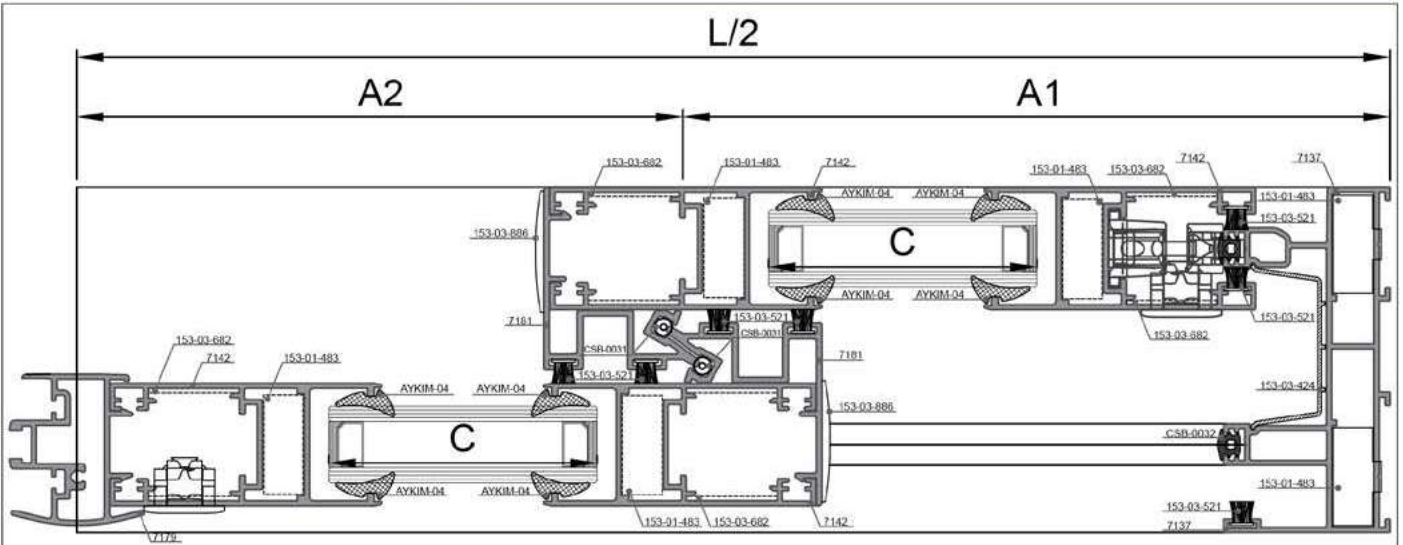 L/2
A2 A1
153-03-682 153-01-483 7142 153-01-483 153-03-682 7142 7137
AYKIM-04 AYKIM-04 153-01-483
153-03-521
153-03-886
C
AYKIM-04 AYKIM-04
153-03-521 153-03-521
7181 CSB-0031 153-03-682
153-03-682
7142 153-01-483 CSB-0031 7181
153-03-521
AYKIM-04 AYKIM-04 153-03-424
153-03-886
C CSB-0032
AYKIM-04 AYKIM-04 153-01-483
153-03-521
153-01-483 153-03-682 7142 7137
7179